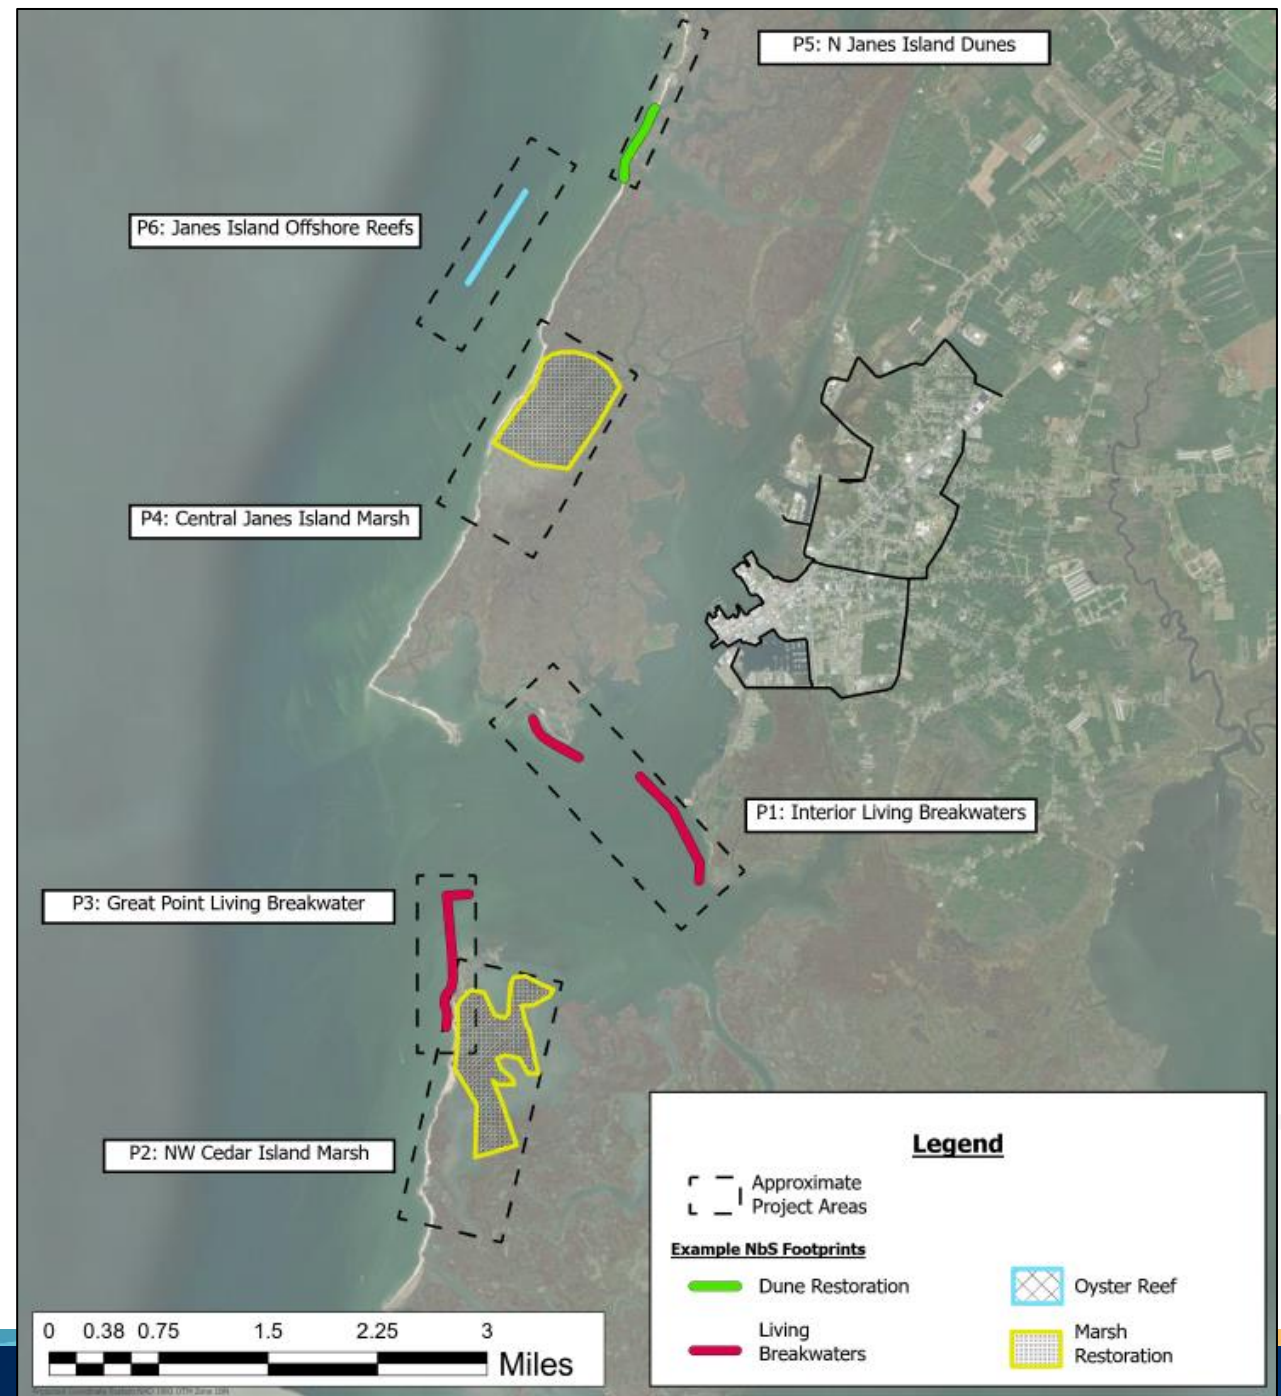 P5: N Janes Island Dunes
P6: Janes Island Offshore Reefs
P4: Central Janes Island Marsh
P1: Interior Living Breakwaters
P3: Great Point Living Breakwater
P2: NW Cedar Island Marsh
Legend
Approximate
Project Areas
Example NbS Footprints
Dune Restoration
Oyster Reef
Living
Breakwaters
Marsh
Restoration
0 0.38 0.75 1.5 2.25 3
Miles